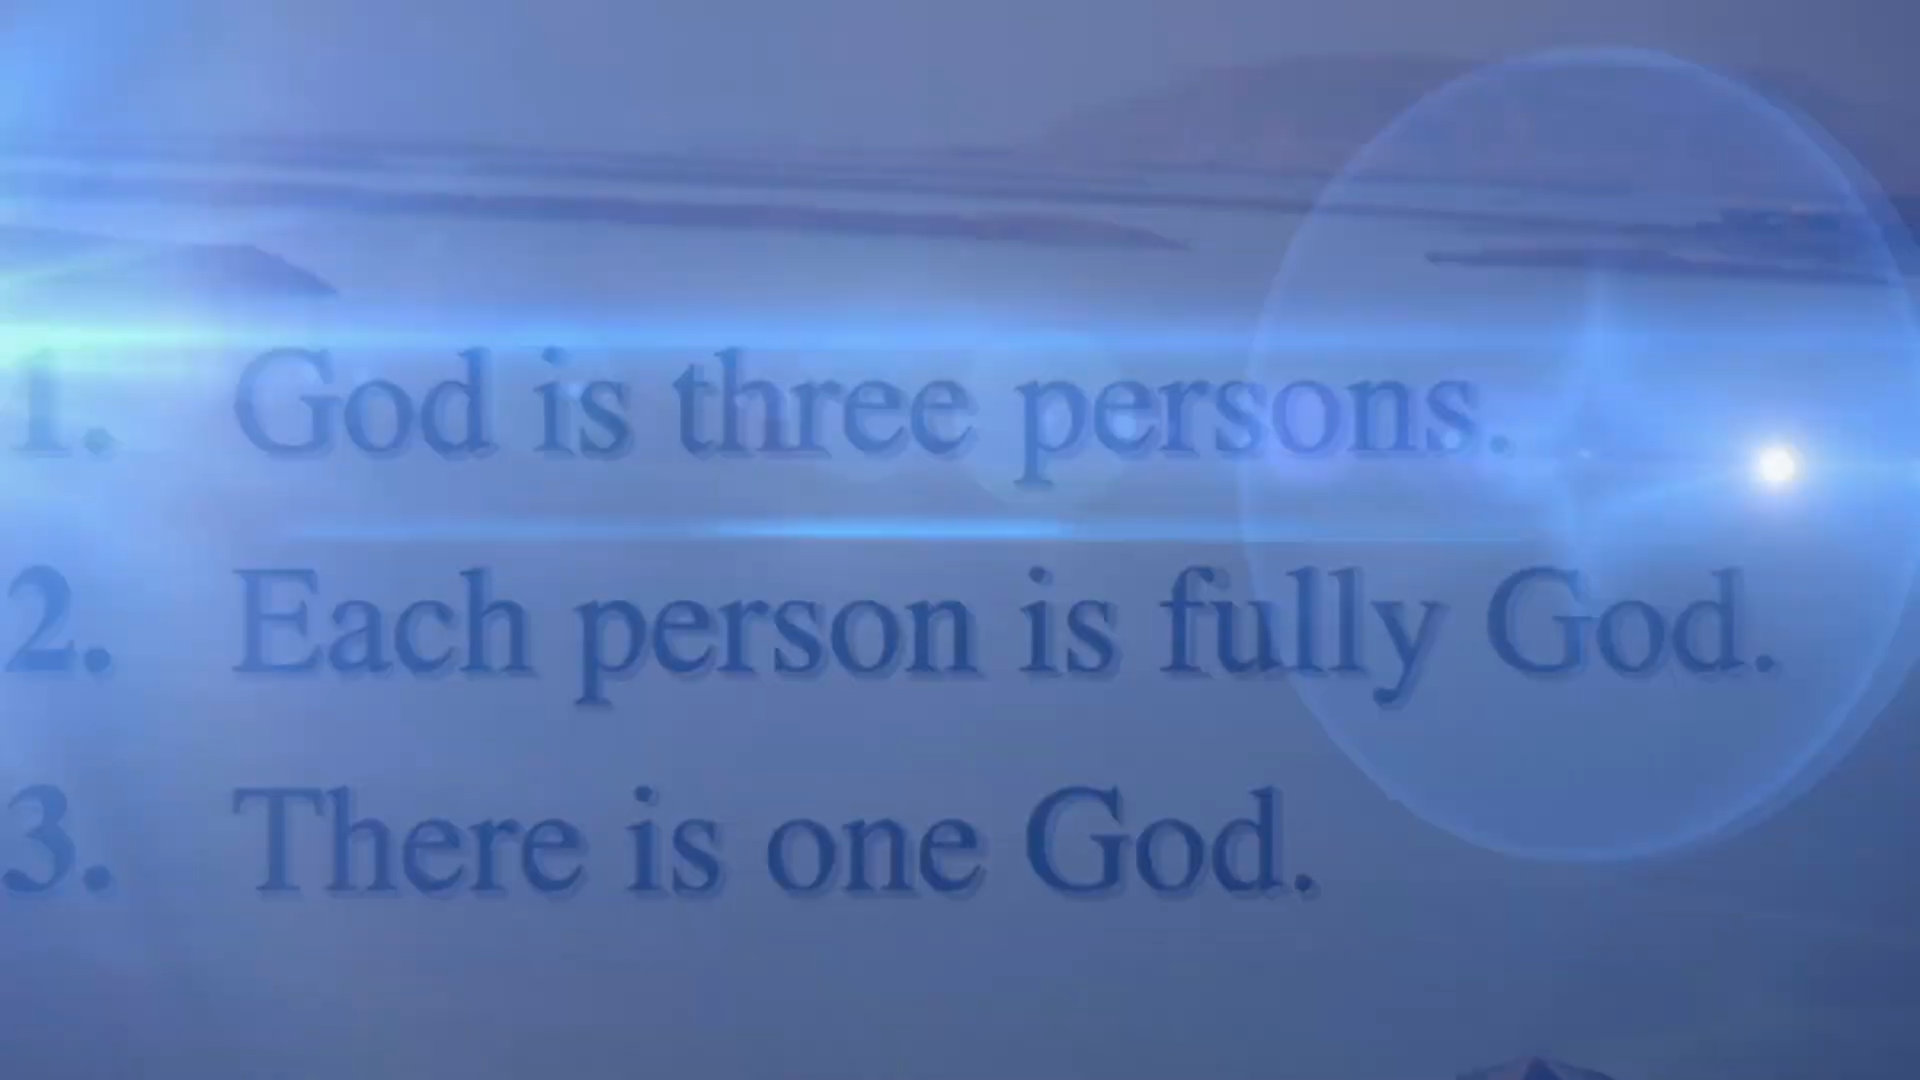 1. God is three persons.
2. Each person is fully God.
3. There is one God.